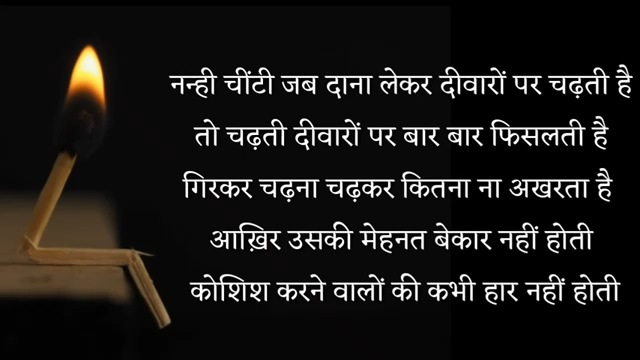 नन्ही चींटी जब दाना लेकर दीवारों पर चढ़ती है
तो चढ़ती दीवारों पर बार बार फिसलती है
गिरकर चढ़ना चढ़कर कितना ना अखरता है
आख़िर उसकी मेहनत बेकार नहीं होती
कोशिश करने वालों की कभी हार नहीं होती